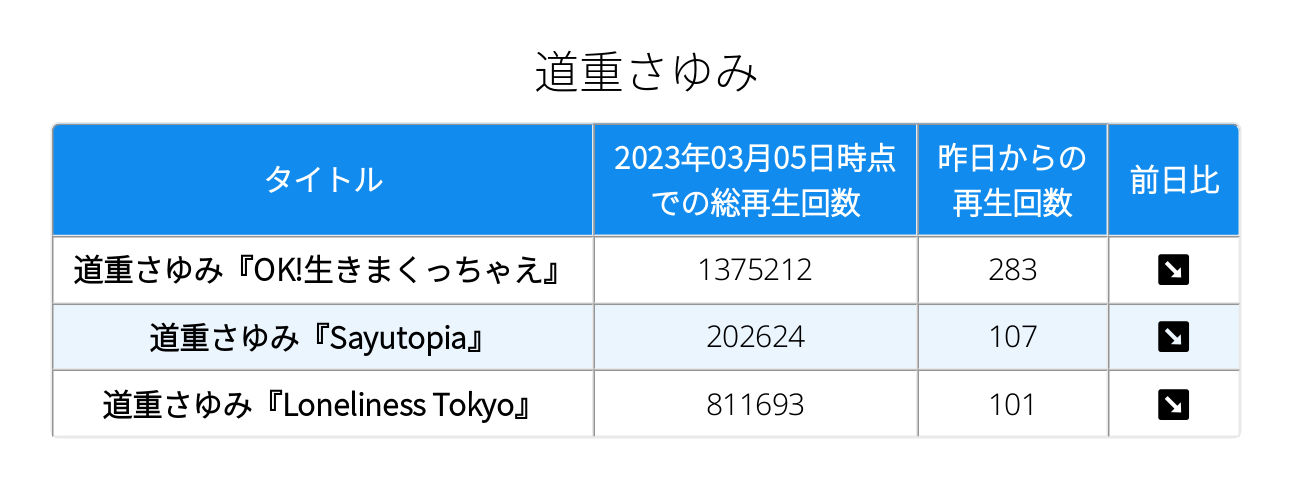 道重さゆみ
タイトル
2023年03月05日時点
での総再生回数
昨日からの
再生回数
前日比
道重さゆみ『OK!生きまくっちゃえ』 1375212 283 ↘
道重さゆみ『Sayutopia』 202624 107 ↘
道重さゆみ『Loneliness Tokyo』 811693 101 ↘